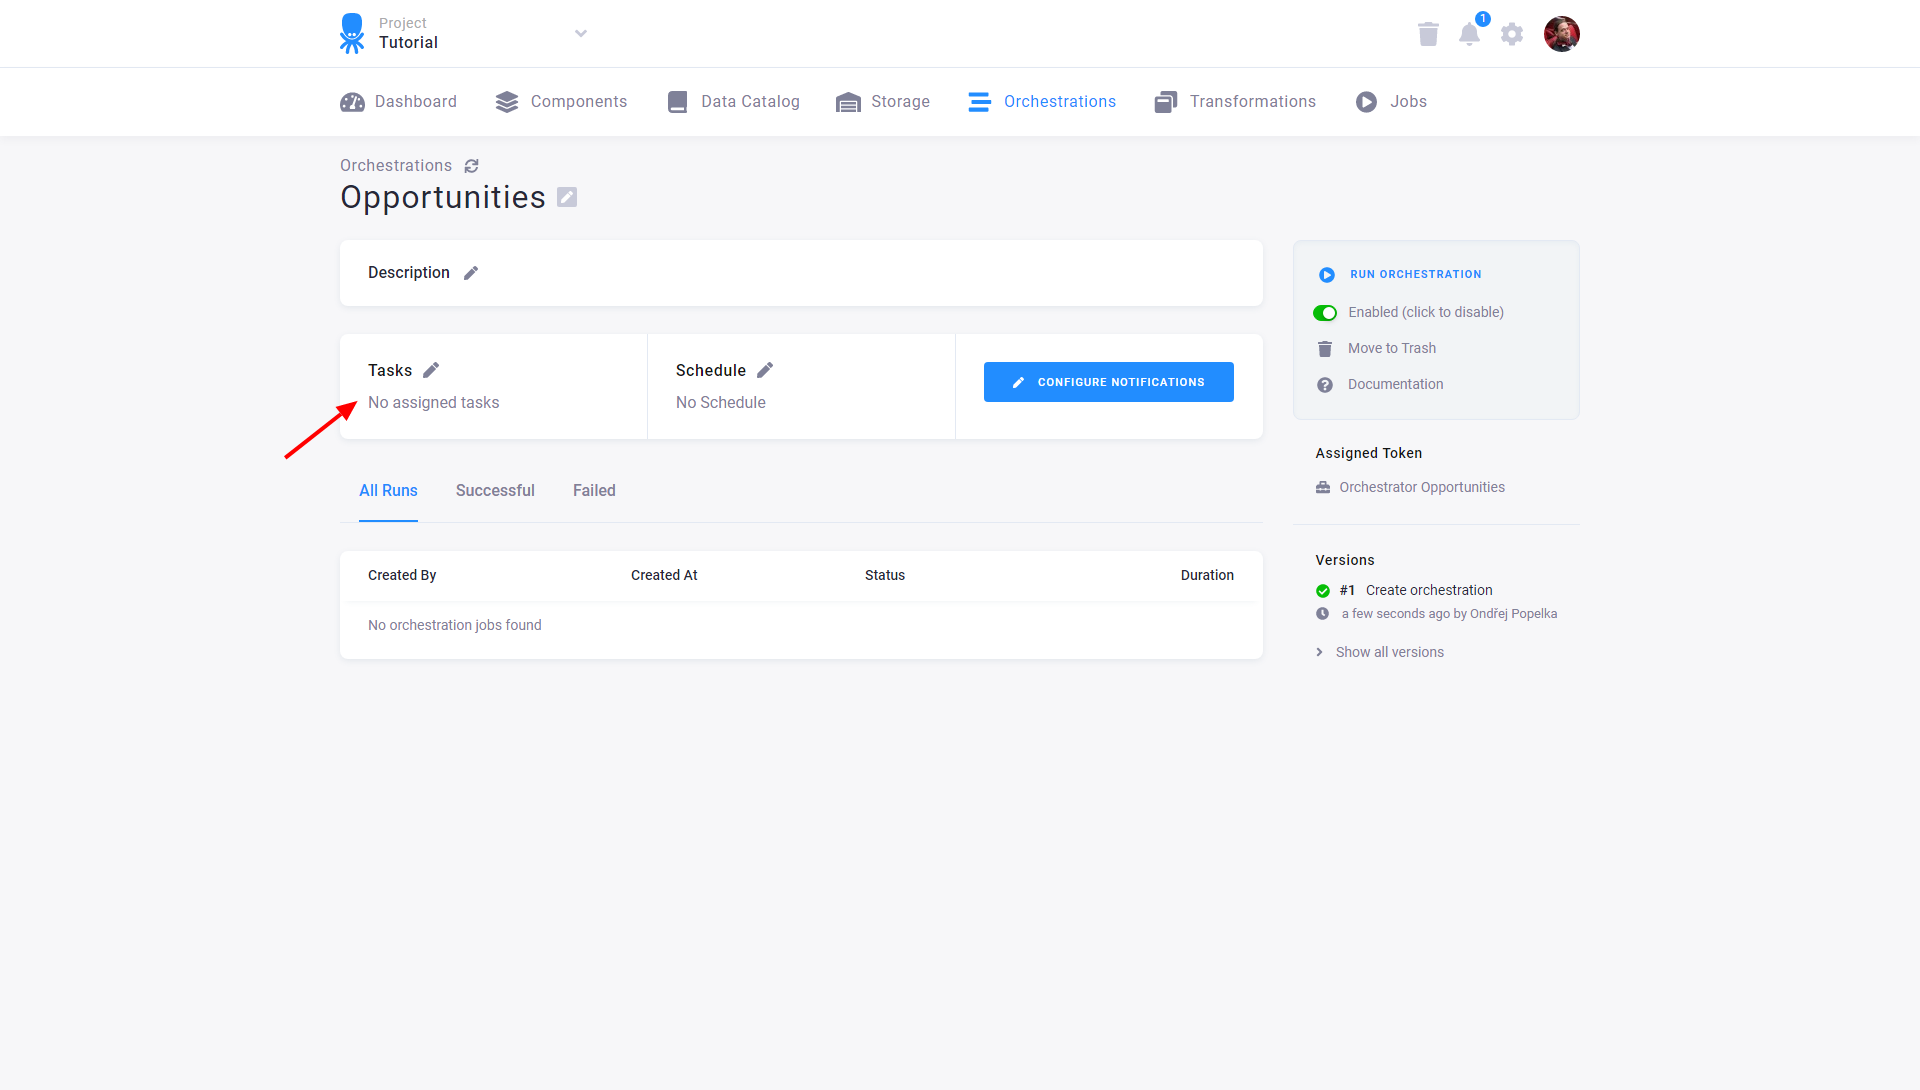 Project
Tutorial
1
Dashboard
Components
Data Catalog
Storage
Orchestrations
Transformations
Jobs
Orchestrations
Opportunities
Description
Tasks
No assigned tasks
Schedule
No Schedule
CONFIGURE NOTIFICATIONS
All Runs
Successful
Failed
Created By
Created At
Status
Duration
No orchestration jobs found
RUN ORCHESTRATION
Enabled (click to disable)
Move to Trash
Documentation
Assigned Token
Orchestrator Opportunities
Versions
#1 Create orchestration
a few seconds ago by Ondřej Popelka
Show all versions